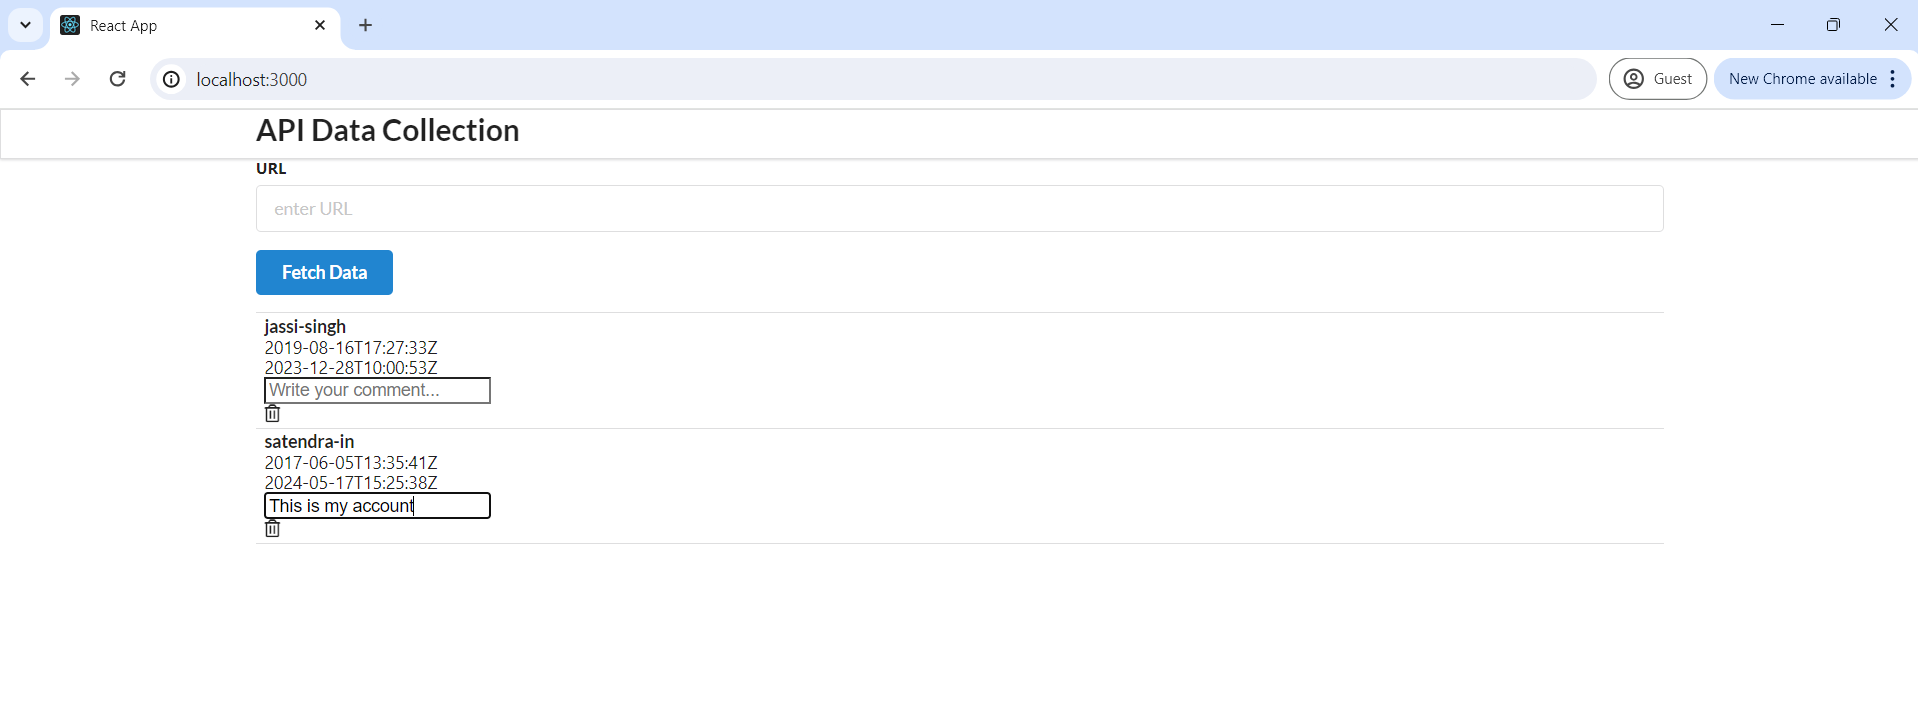 React App
localhost:3000
Guest
New Chrome available
API Data Collection
URL
enter URL
Fetch Data
jassi-singh
2019-08-16T17:27:33Z
2023-12-28T10:00:53Z
Write your comment...
satendra-in
2017-06-05T13:35:41Z
2024-05-17T15:25:38Z
This is my account